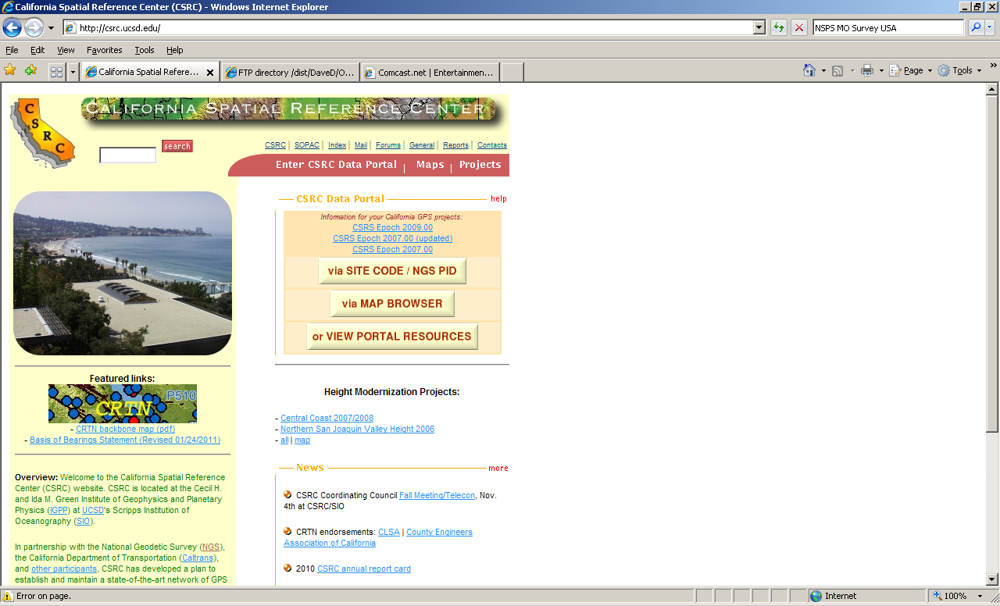 California Spatial Reference Center (CSRC) - Windows Internet Explorer
http://csrc.ucsd.edu/
NSPS MO Survey USA
File Edit View Favorites Tools Help
California Spatial Refere...
FTP directory /dist/DaveD/O...
Comcast.net | Entertainmen...
Page
Tools
CSRC
CALIFORNIA SPATIAL REFERENCE CENTER
search
CSRC | SOPAC | Index | Mail | Forums | General | Reports | Contacts
Enter CSRC Data Portal | Maps | Projects
CSRC Data Portal
help
Information for your California GPS projects:
CSRS Epoch 2009.00
CSRS Epoch 2007.00 (updated)
CSRS Epoch 2007.00
via SITE CODE / NGS PID
via MAP BROWSER
or VIEW PORTAL RESOURCES
Featured links:
P510
CRTN
- CRTN backbone map (pdf)
- Basis of Bearings Statement (Revised 01/24/2011)
Overview: Welcome to the California Spatial Reference
Center (CSRC) website. CSRC is located at the Cecil H.
and Ida M. Green Institute of Geophysics and Planetary
Physics (IGPP) at UCSD's Scripps Institution of
Oceanography (SIO).
In partnership with the National Geodetic Survey (NGS),
the California Department of Transportation (Caltrans),
and other participants, CSRC has developed a plan to
establish and maintain a state-of-the-art network of GPS
Height Modernization Projects:
- Central Coast 2007/2008
- Northern San Joaquin Valley Height 2006
- all | map
News
more
CSRC Coordinating Council Fall Meeting/Telecon, Nov.
4th at CSRC/SIO
CRTN endorsements: CLSA | County Engineers
Association of California
2010 CSRC annual report card
Error on page.
Internet
100%